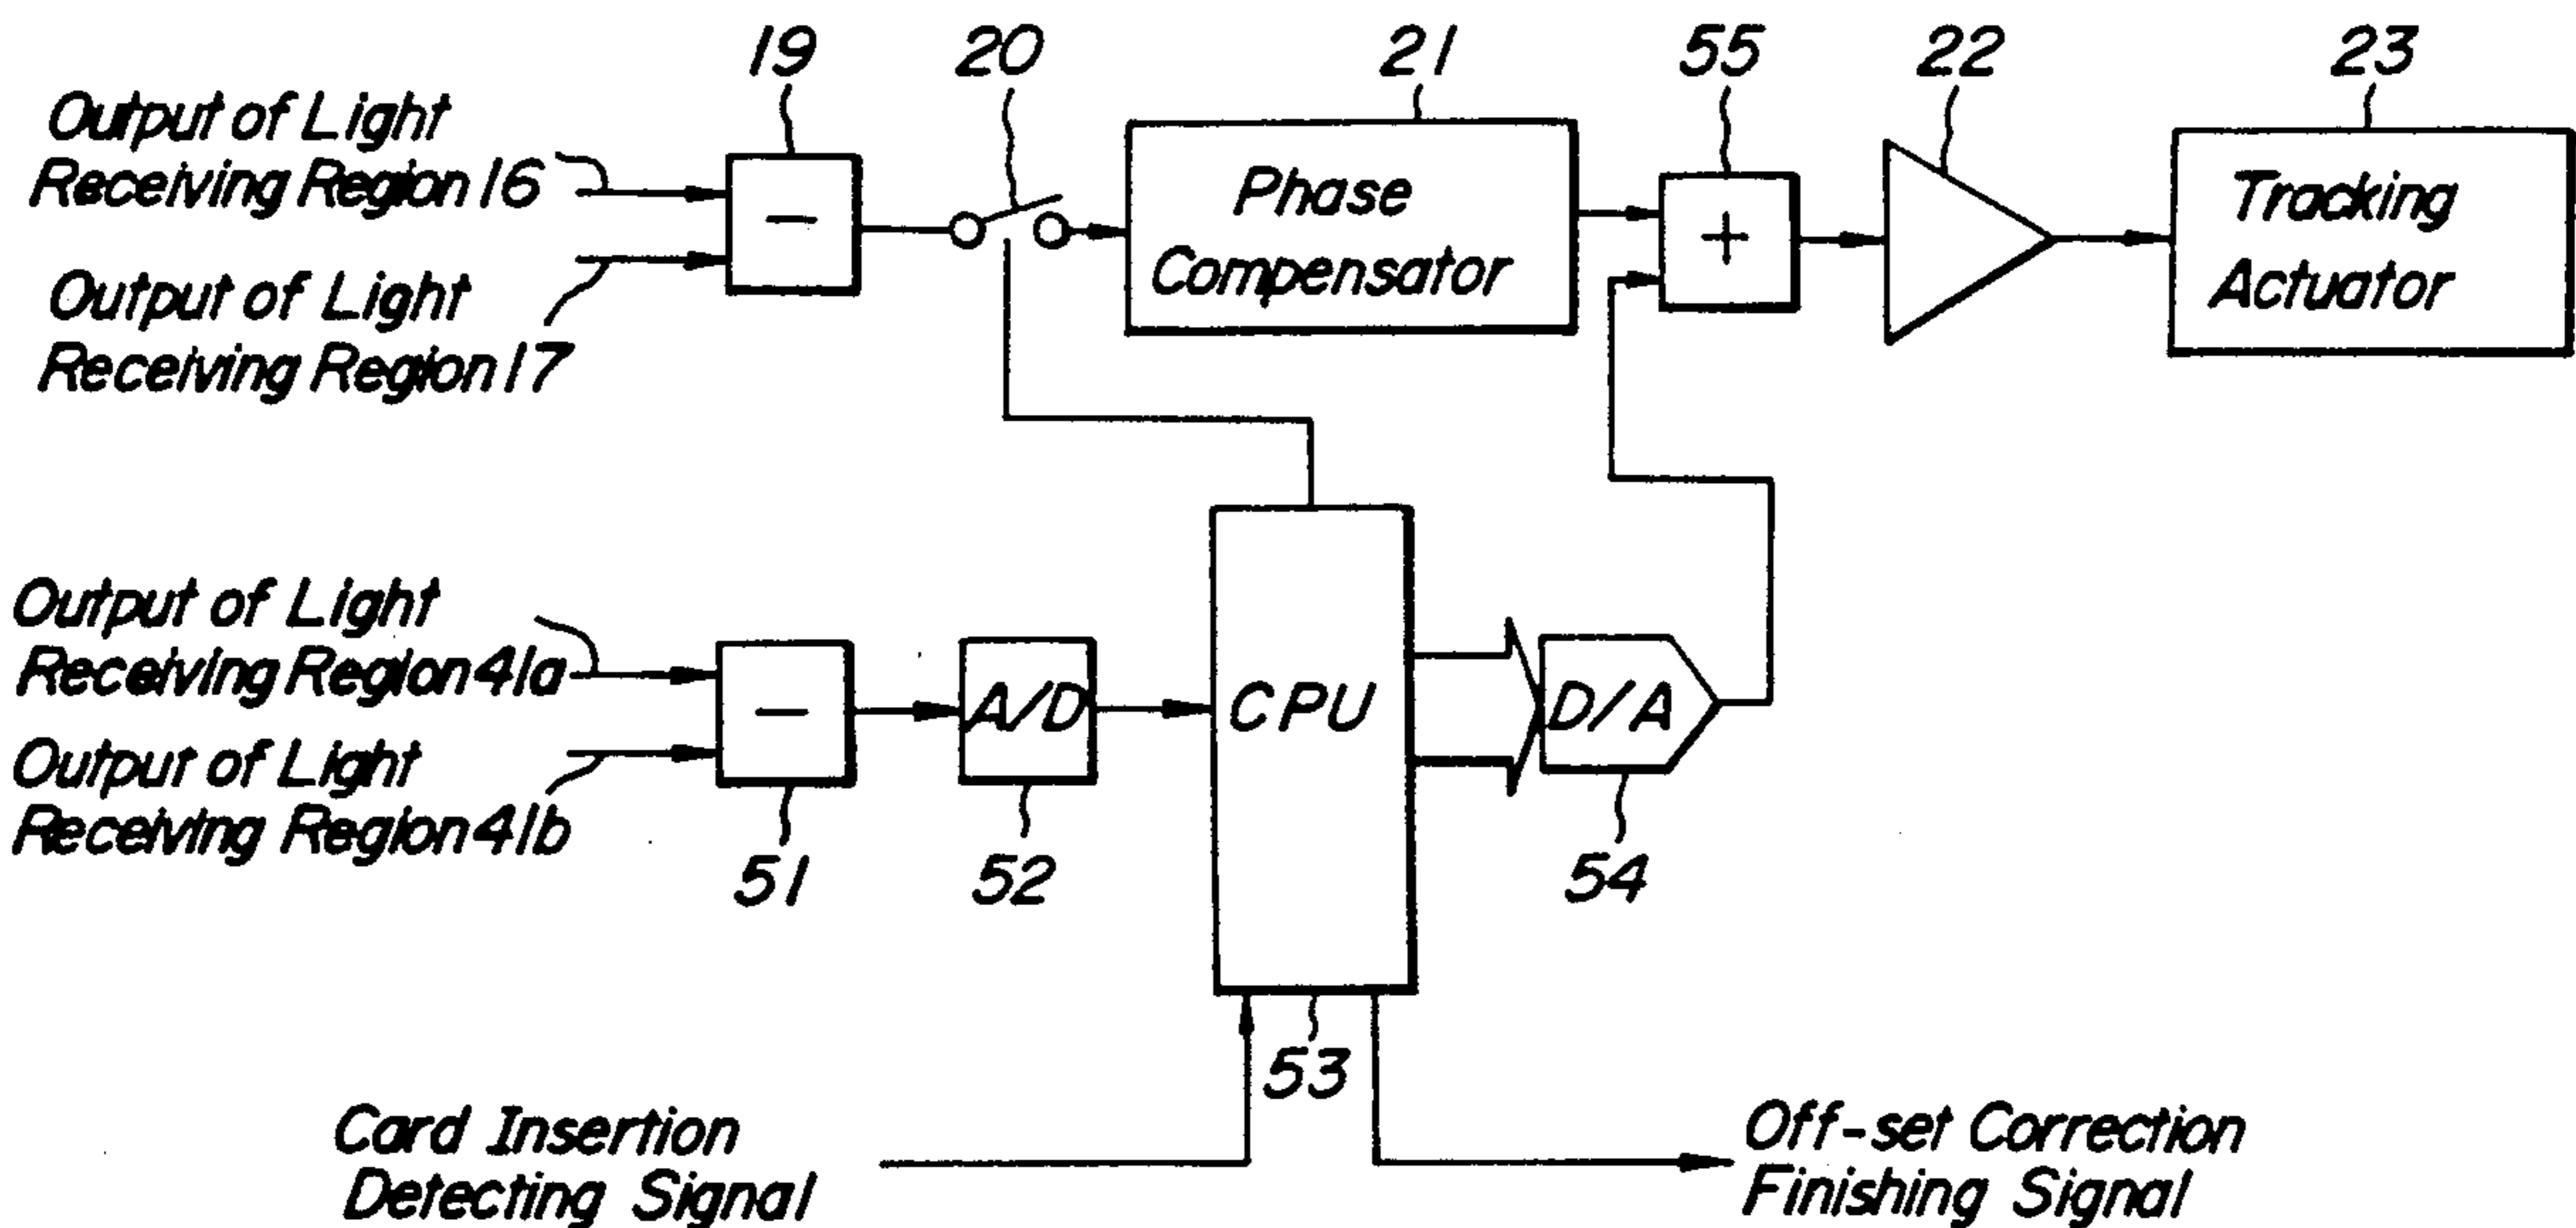 19
20
21
55
22
23
Output of Light
Receiving Region 16
Output of Light
Receiving Region 17
−
Phase
Compensator
+
Tracking
Actuator
Output of Light
Receiving Region 41a
Output of Light
Receiving Region 41b
−
A/D
CPU
D/A
51
52
53
54
Card Insertion
Detecting Signal
Off-set Correction
Finishing Signal